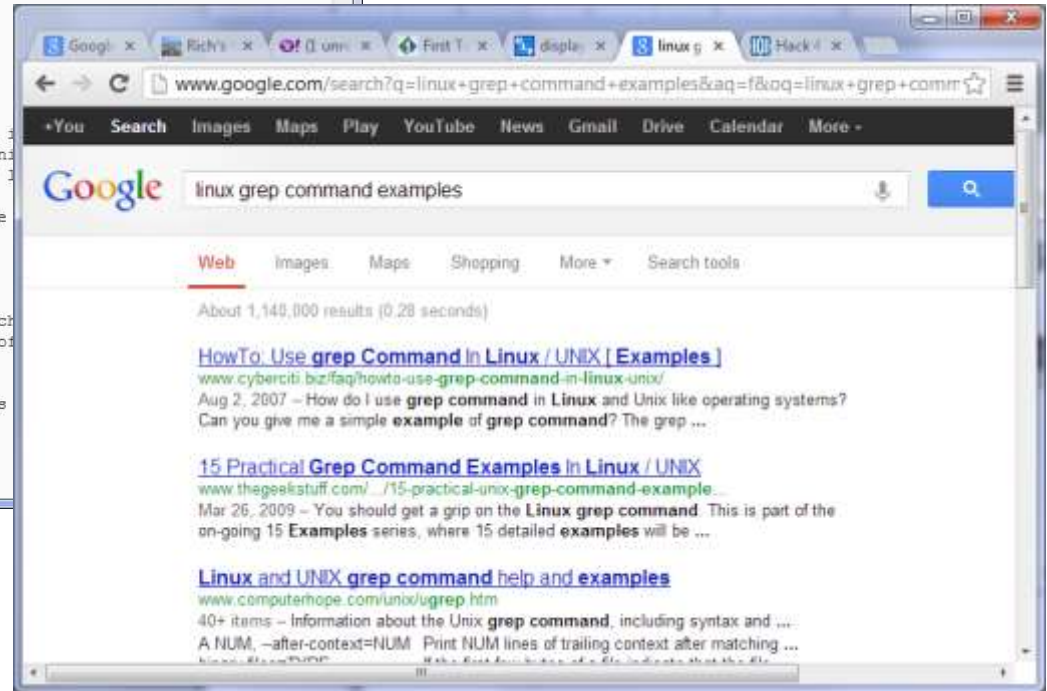 Googl Rich's (1 unr First T displa linux g Hack
www.google.com/search?q=linux+grep+command+examples&aq=f&oq=linux+grep+comm
+You Search Images Maps Play YouTube News Gmail Drive Calendar More
Google linux grep command examples
Web Images Maps Shopping More Search tools
About 1,140,000 results (0.28 seconds)
HowTo: Use grep Command In Linux / UNIX [ Examples ]
www.cyberciti.biz/faq/howto-use-grep-command-in-linux-unix/
Aug 2, 2007 – How do I use grep command in Linux and Unix like operating systems?
Can you give me a simple example of grep command? The grep ...
15 Practical Grep Command Examples In Linux / UNIX
www.thegeekstuff.com/.../15-practical-unix-grep-command-example...
Mar 26, 2009 – You should get a grip on the Linux grep command. This is part of the
on-going 15 Examples series, where 15 detailed examples will be ...
Linux and UNIX grep command help and examples
www.computerhope.com/unix/ugrep.htm
40+ items – Information about the Unix grep command, including syntax and ...
A NUM, –after-context=NUM Print NUM lines of trailing context after matching ...